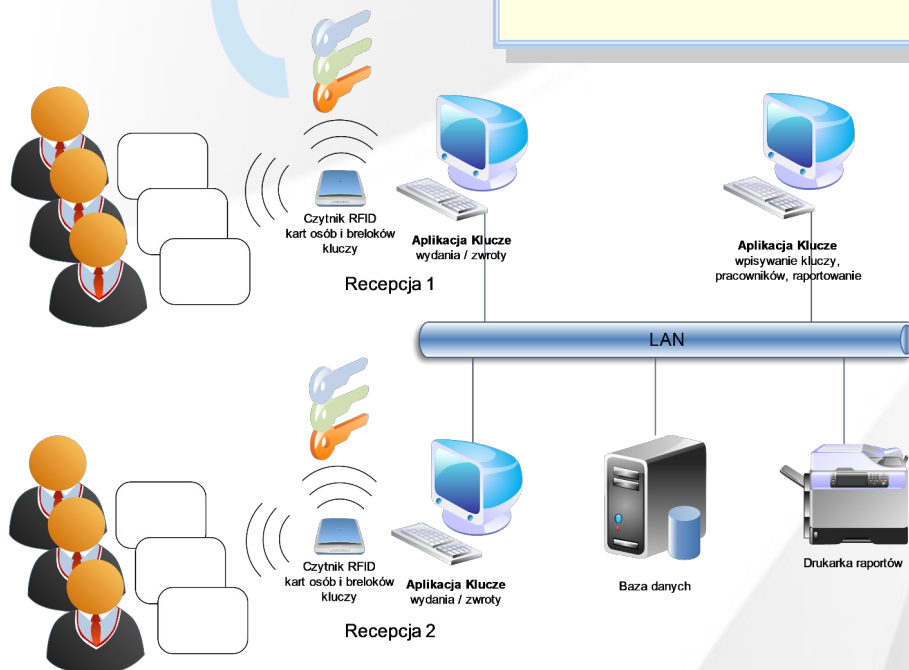 Czytnik RFID
kart osób i breloków
kluczy
Aplikacja Klucze
wydania / zwroty
Recepcja 1
Aplikacja Klucze
wpisywanie kluczy,
pracowników, raportowanie
LAN
Czytnik RFID
kart osób i breloków
kluczy
Aplikacja Klucze
wydania / zwroty
Recepcja 2
Baza danych
Drukarka raportów